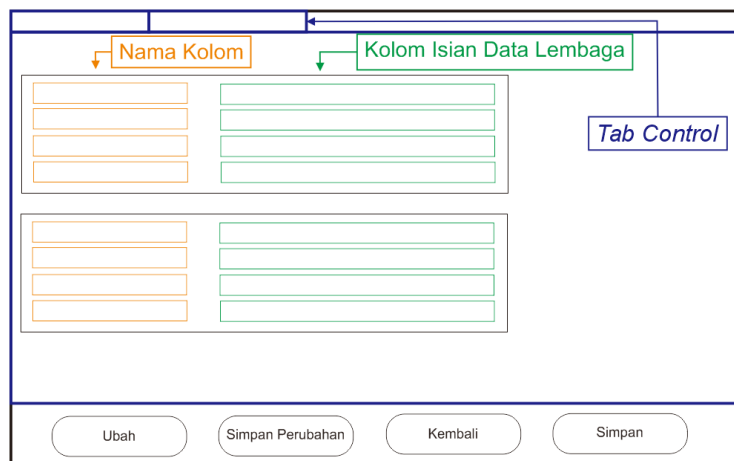 Nama Kolom
Kolom Isian Data Lembaga
Tab Control
Ubah
Simpan Perubahan
Kembali
Simpan